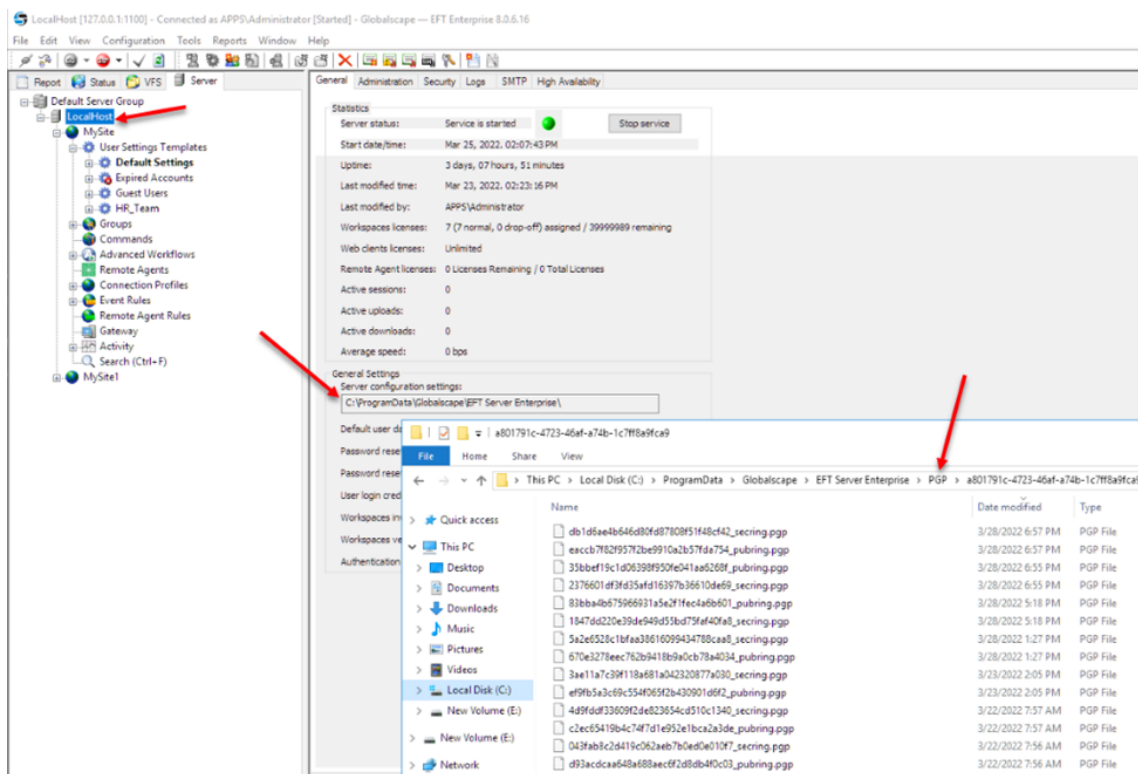 LocalHost [127.0.0.1:1100] - Connected as APPS\Administrator [Started] - Globalscape — EFT Enterprise 8.0.6.16
File Edit View Configuration Tools Reports Window Help
Report Status VFS Server
Default Server Group
LocalHost
MySite
User Settings Templates
Default Settings
Expired Accounts
Guest Users
HR_Team
Groups
Commands
Advanced Workflows
Remote Agents
Connection Profiles
Event Rules
Remote Agent Rules
Gateway
Activity
Search (Ctrl+F)
MySite1
General Administration Security Logs SMTP High Availability
Statistics
Server status: Service is started Stop service
Start date/time: Mar 25, 2022. 02:07:43 PM
Uptime: 3 days, 07 hours, 51 minutes
Last modified time: Mar 23, 2022. 02:23:16 PM
Last modified by: APPS\Administrator
Workspaces licenses: 7 (7 normal, 0 drop-off) assigned / 39999989 remaining
Web clients licenses: Unlimited
Remote Agent licenses: 0 Licenses Remaining / 0 Total Licenses
Active sessions: 0
Active uploads: 0
Active downloads: 0
Average speed: 0 bps
General Settings
Server configuration settings:
C:\ProgramData\Globalscape\EFT Server Enterprise\
Default user da
Password rese
Password rese
User login cred
Workspaces inv
Workspaces ve
Authentication
a801791c-4723-46af-a74b-1c7ff8a9fca9
File Home Share View
This PC > Local Disk (C:) > ProgramData > Globalscape > EFT Server Enterprise > PGP > a801791c-4723-46af-a74b-1c7ff8a9fca9
Quick access
This PC
Desktop
Documents
Downloads
Music
Pictures
Videos
Local Disk (C:)
New Volume (E:)
New Volume (E:)
Network
Name Date modified Type
db1d6ae4b646d80fd87808f51f48cf42_secring.pgp 3/28/2022 6:57 PM PGP File
eaccb7f82f957f2be9910a2b57fda754_pubring.pgp 3/28/2022 6:57 PM PGP File
35bbef19c1d06398f950fe041aa6268f_pubring.pgp 3/28/2022 6:55 PM PGP File
2376601df3fd35afd16397b36610de69_secring.pgp 3/28/2022 6:55 PM PGP File
83bba4b675966931a5e2f1fec4a6b601_pubring.pgp 3/28/2022 5:18 PM PGP File
1847dd220e39de949d55bd75faf40fa8_secring.pgp 3/28/2022 5:18 PM PGP File
5a2e6528c1bfaa38616099434788caa8_secring.pgp 3/28/2022 1:27 PM PGP File
670e3278eec762b9418b9a0cb78a4034_pubring.pgp 3/28/2022 1:27 PM PGP File
3ae11a7c39f118a681a042320877a030_secring.pgp 3/23/2022 2:05 PM PGP File
ef9fb5a3c69c554f065f2b430901d6f2_pubring.pgp 3/23/2022 2:05 PM PGP File
4d9fddf33609f2de823654cd510c1340_secring.pgp 3/22/2022 7:57 AM PGP File
c2ec65419b4c74f7d1e952e1bca2a3de_pubring.pgp 3/22/2022 7:57 AM PGP File
043fab8c2d419c062aeb7b0ed0e010f7_secring.pgp 3/22/2022 7:56 AM PGP File
d93acdcaa648a688aec6f2d8db4f0c03_pubring.pgp 3/22/2022 7:56 AM PGP File